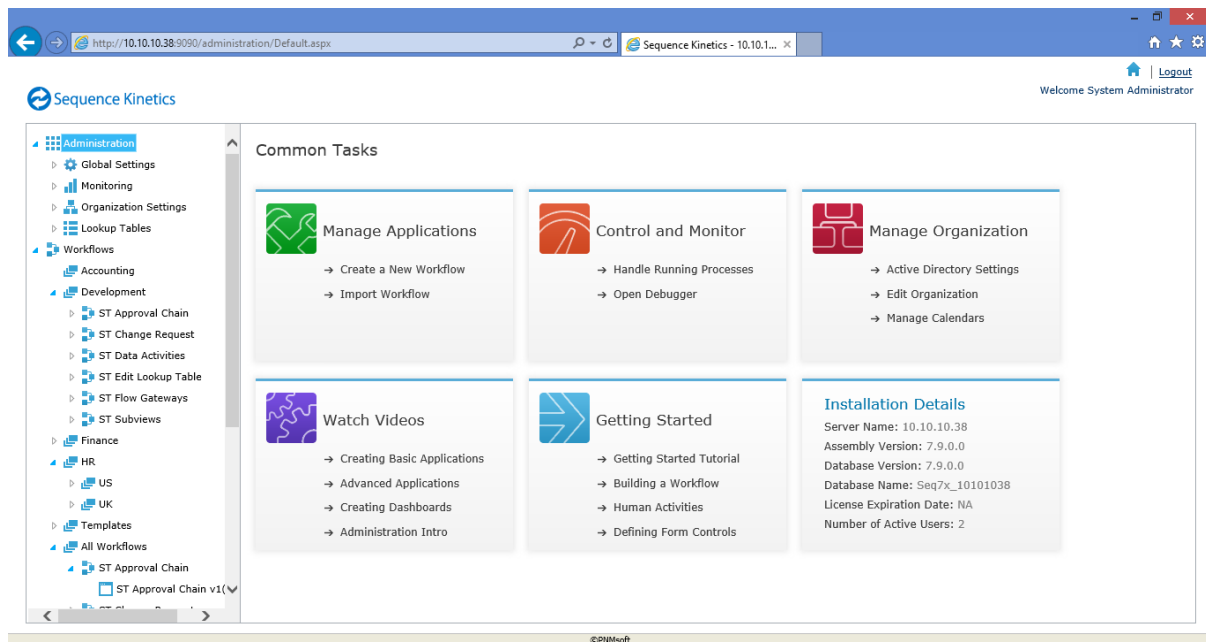 http://10.10.10.38:9090/administration/Default.aspx
Sequence Kinetics - 10.10.1...
Logout
Welcome System Administrator
Sequence Kinetics
Administration
Global Settings
Monitoring
Organization Settings
Lookup Tables
Workflows
Accounting
Development
ST Approval Chain
ST Change Request
ST Data Activities
ST Edit Lookup Table
ST Flow Gateways
ST Subviews
Finance
HR
US
UK
Templates
All Workflows
ST Approval Chain
ST Approval Chain v1(
Common Tasks
Manage Applications
→ Create a New Workflow
→ Import Workflow
Control and Monitor
→ Handle Running Processes
→ Open Debugger
Manage Organization
→ Active Directory Settings
→ Edit Organization
→ Manage Calendars
Watch Videos
→ Creating Basic Applications
→ Advanced Applications
→ Creating Dashboards
→ Administration Intro
Getting Started
→ Getting Started Tutorial
→ Building a Workflow
→ Human Activities
→ Defining Form Controls
Installation Details
Server Name: 10.10.10.38
Assembly Version: 7.9.0.0
Database Version: 7.9.0.0
Database Name: Seq7x_10101038
License Expiration Date: NA
Number of Active Users: 2
©PNMsoft